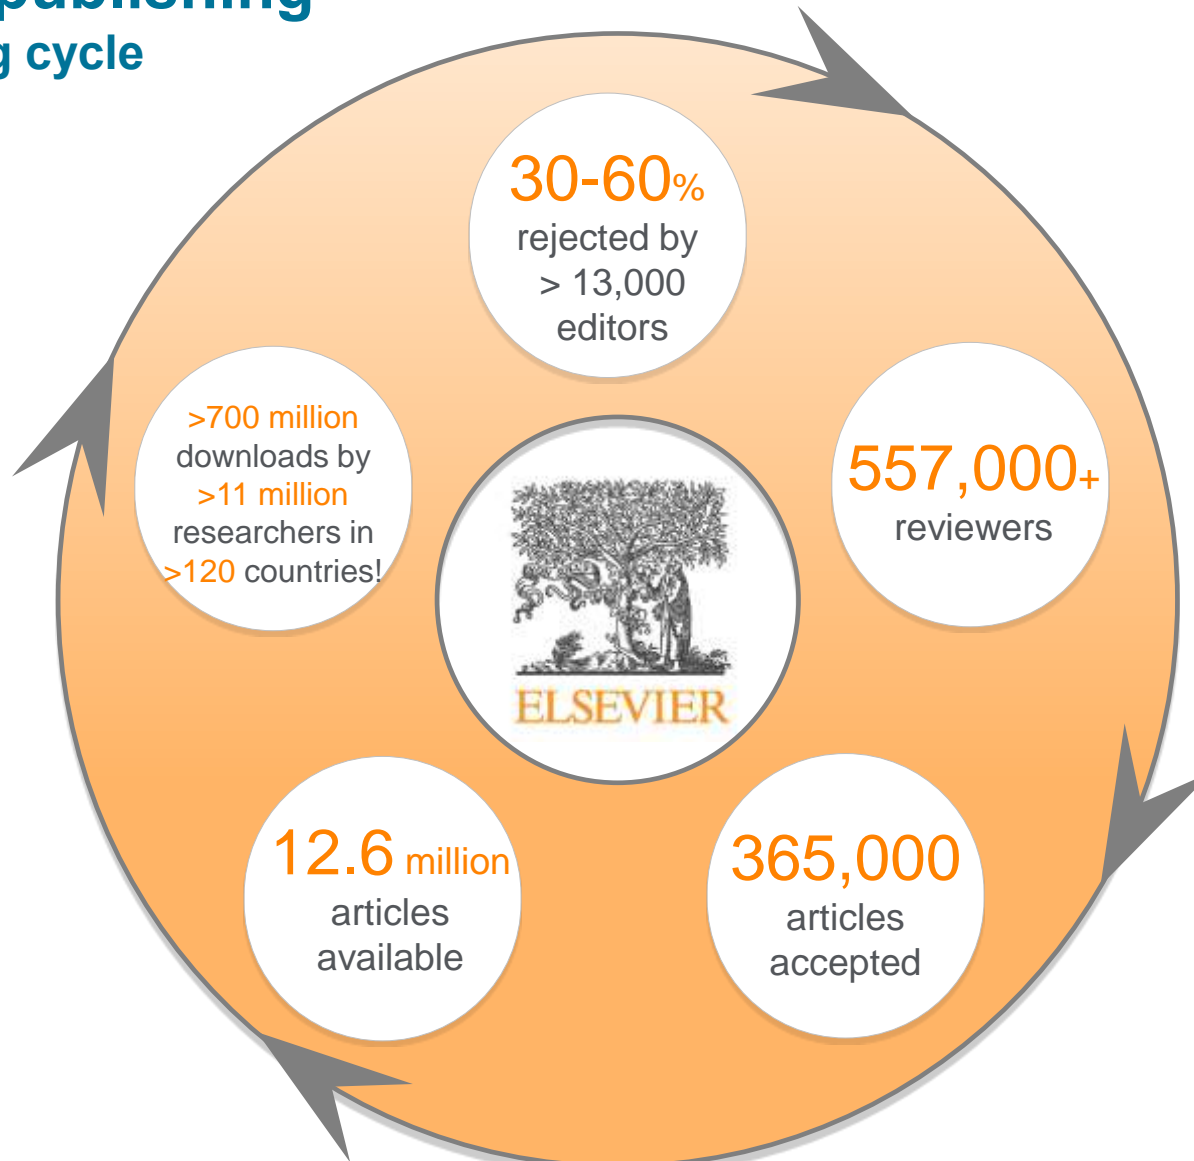 publishing
g cycle
30-60%
rejected by
> 13,000
editors
557,000+
reviewers
365,000
articles
accepted
12.6 million
articles
available
>700 million
downloads by
>11 million
researchers in
>120 countries!
ELSEVIER